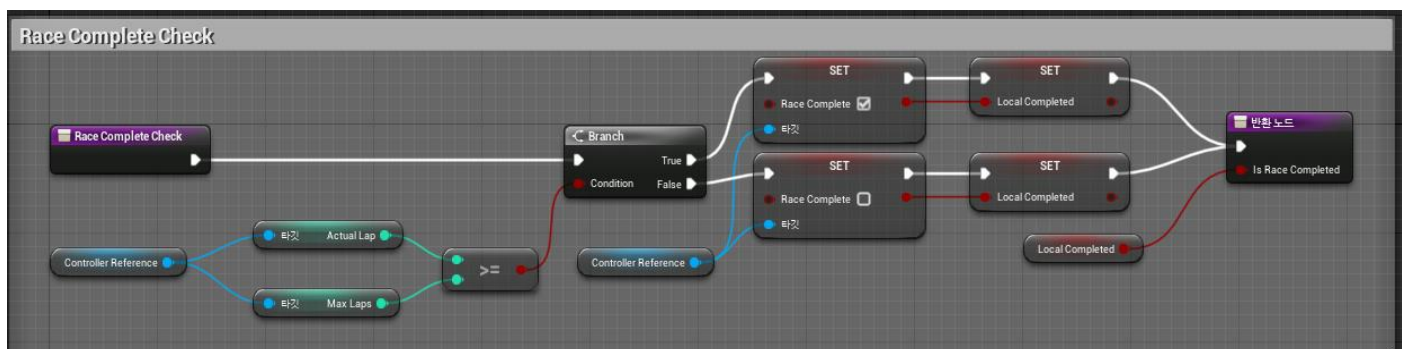 Race Complete Check
Race Complete Check
Controller Reference
타깃 Actual Lap
타깃 Max Laps
>=
Branch
True
Condition False
Controller Reference
SET
Race Complete
타깃
SET
Local Completed
SET
Race Complete
타깃
SET
Local Completed
Local Completed
반환 노드
Is Race Completed